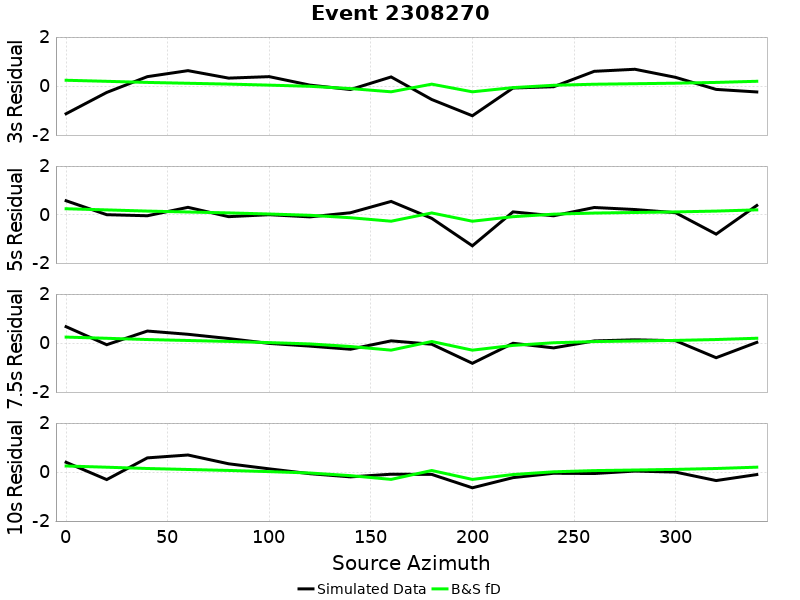 Event 2308270
3s Residual
2
0
-2
5s Residual
2
0
-2
7.5s Residual
2
0
-2
10s Residual
2
0
-2
0 50 100 150 200 250 300
Source Azimuth
Simulated Data B&S fD